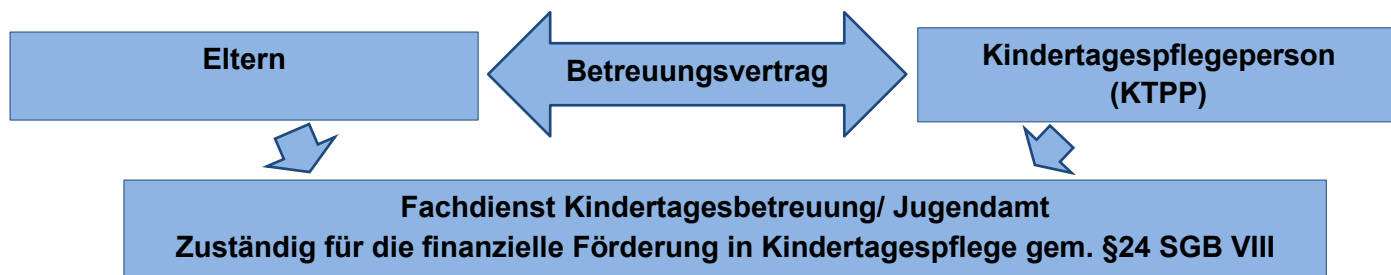 Eltern
Betreuungsvertrag
Kindertagespflegeperson
(KTPP)
Fachdienst Kindertagesbetreuung/ Jugendamt
Zuständig für die finanzielle Förderung in Kindertagespflege gem. §24 SGB VIII